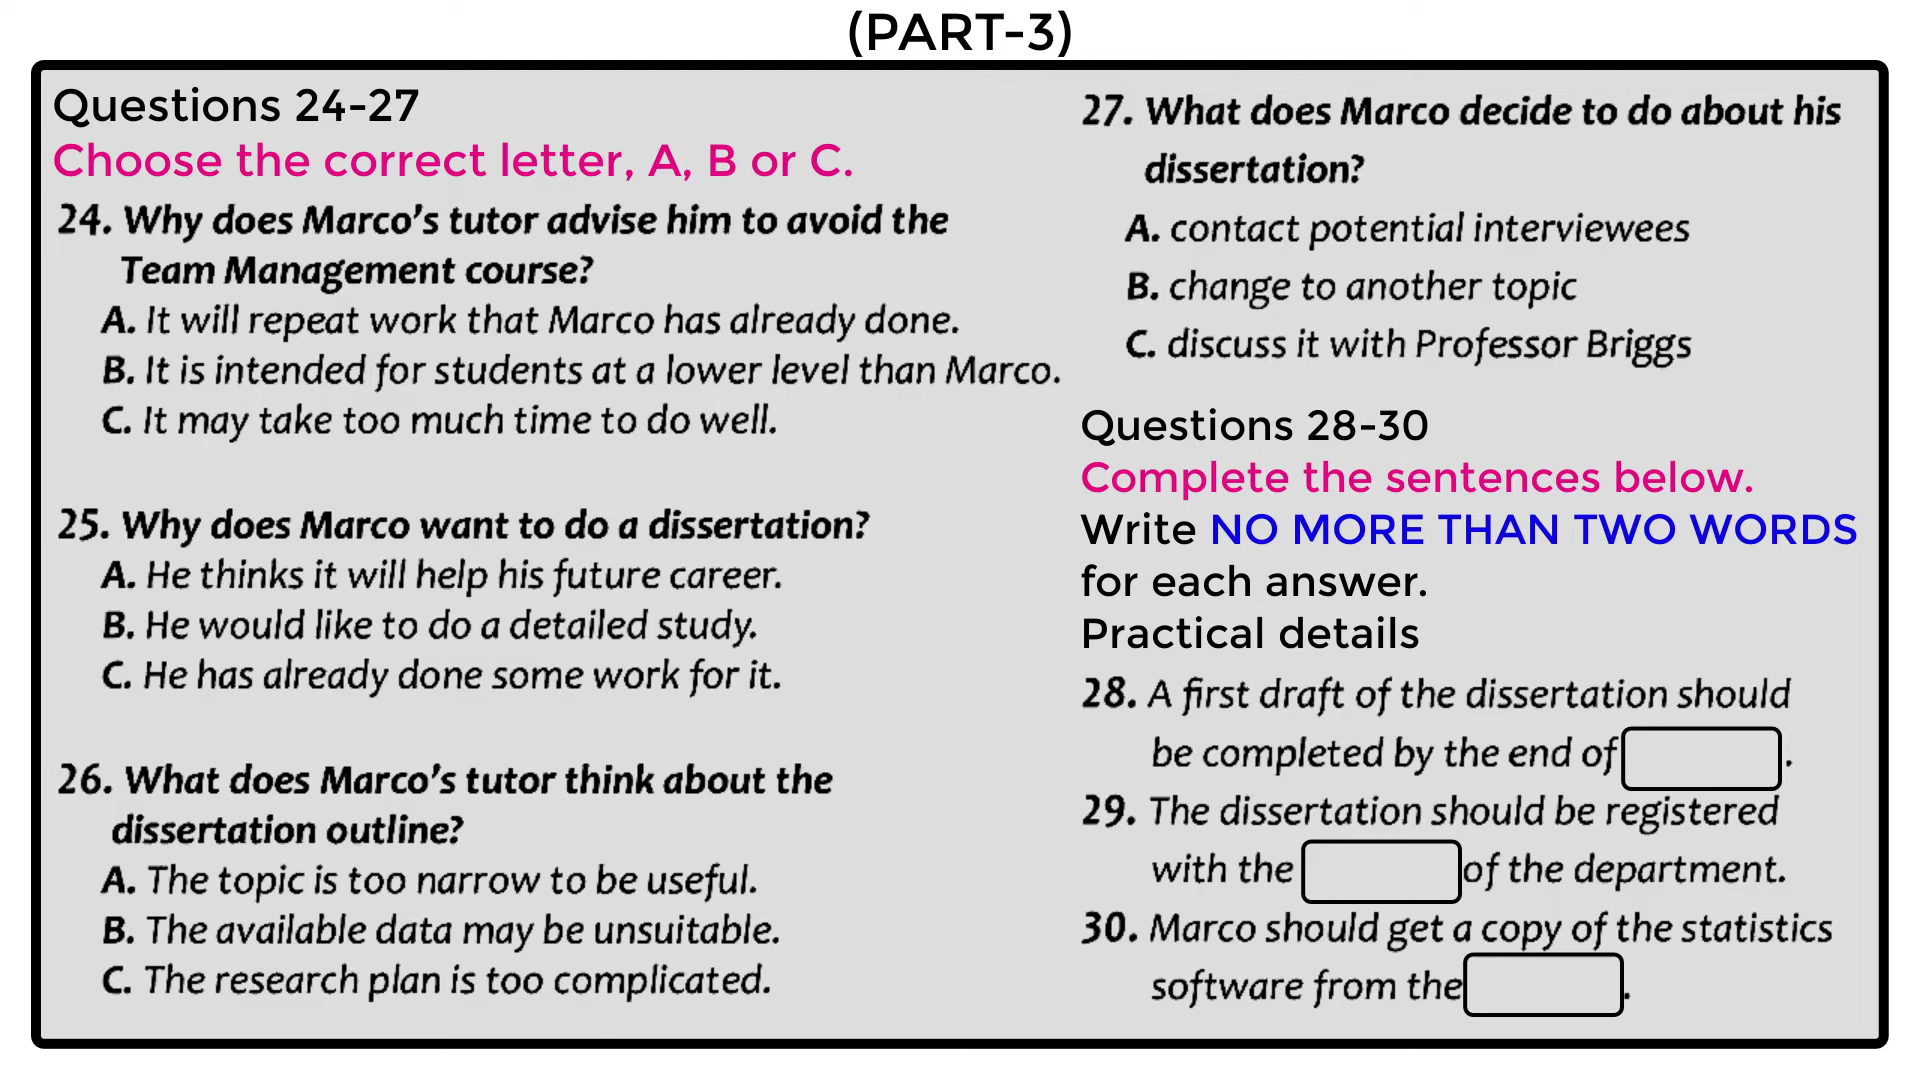 (PART-3)
Questions 24-27
Choose the correct letter, A, B or C.
24. Why does Marco's tutor advise him to avoid the
Team Management course?
A. It will repeat work that Marco has already done.
B. It is intended for students at a lower level than Marco.
C. It may take too much time to do well.
25. Why does Marco want to do a dissertation?
A. He thinks it will help his future career.
B. He would like to do a detailed study.
C. He has already done some work for it.
26. What does Marco's tutor think about the
dissertation outline?
A. The topic is too narrow to be useful.
B. The available data may be unsuitable.
C. The research plan is too complicated.
27. What does Marco decide to do about his
dissertation?
A. contact potential interviewees
B. change to another topic
C. discuss it with Professor Briggs
Questions 28-30
Complete the sentences below.
Write NO MORE THAN TWO WORDS
for each answer.
Practical details
28. A first draft of the dissertation should
be completed by the end of .
29. The dissertation should be registered
with the of the department.
30. Marco should get a copy of the statistics
software from the .